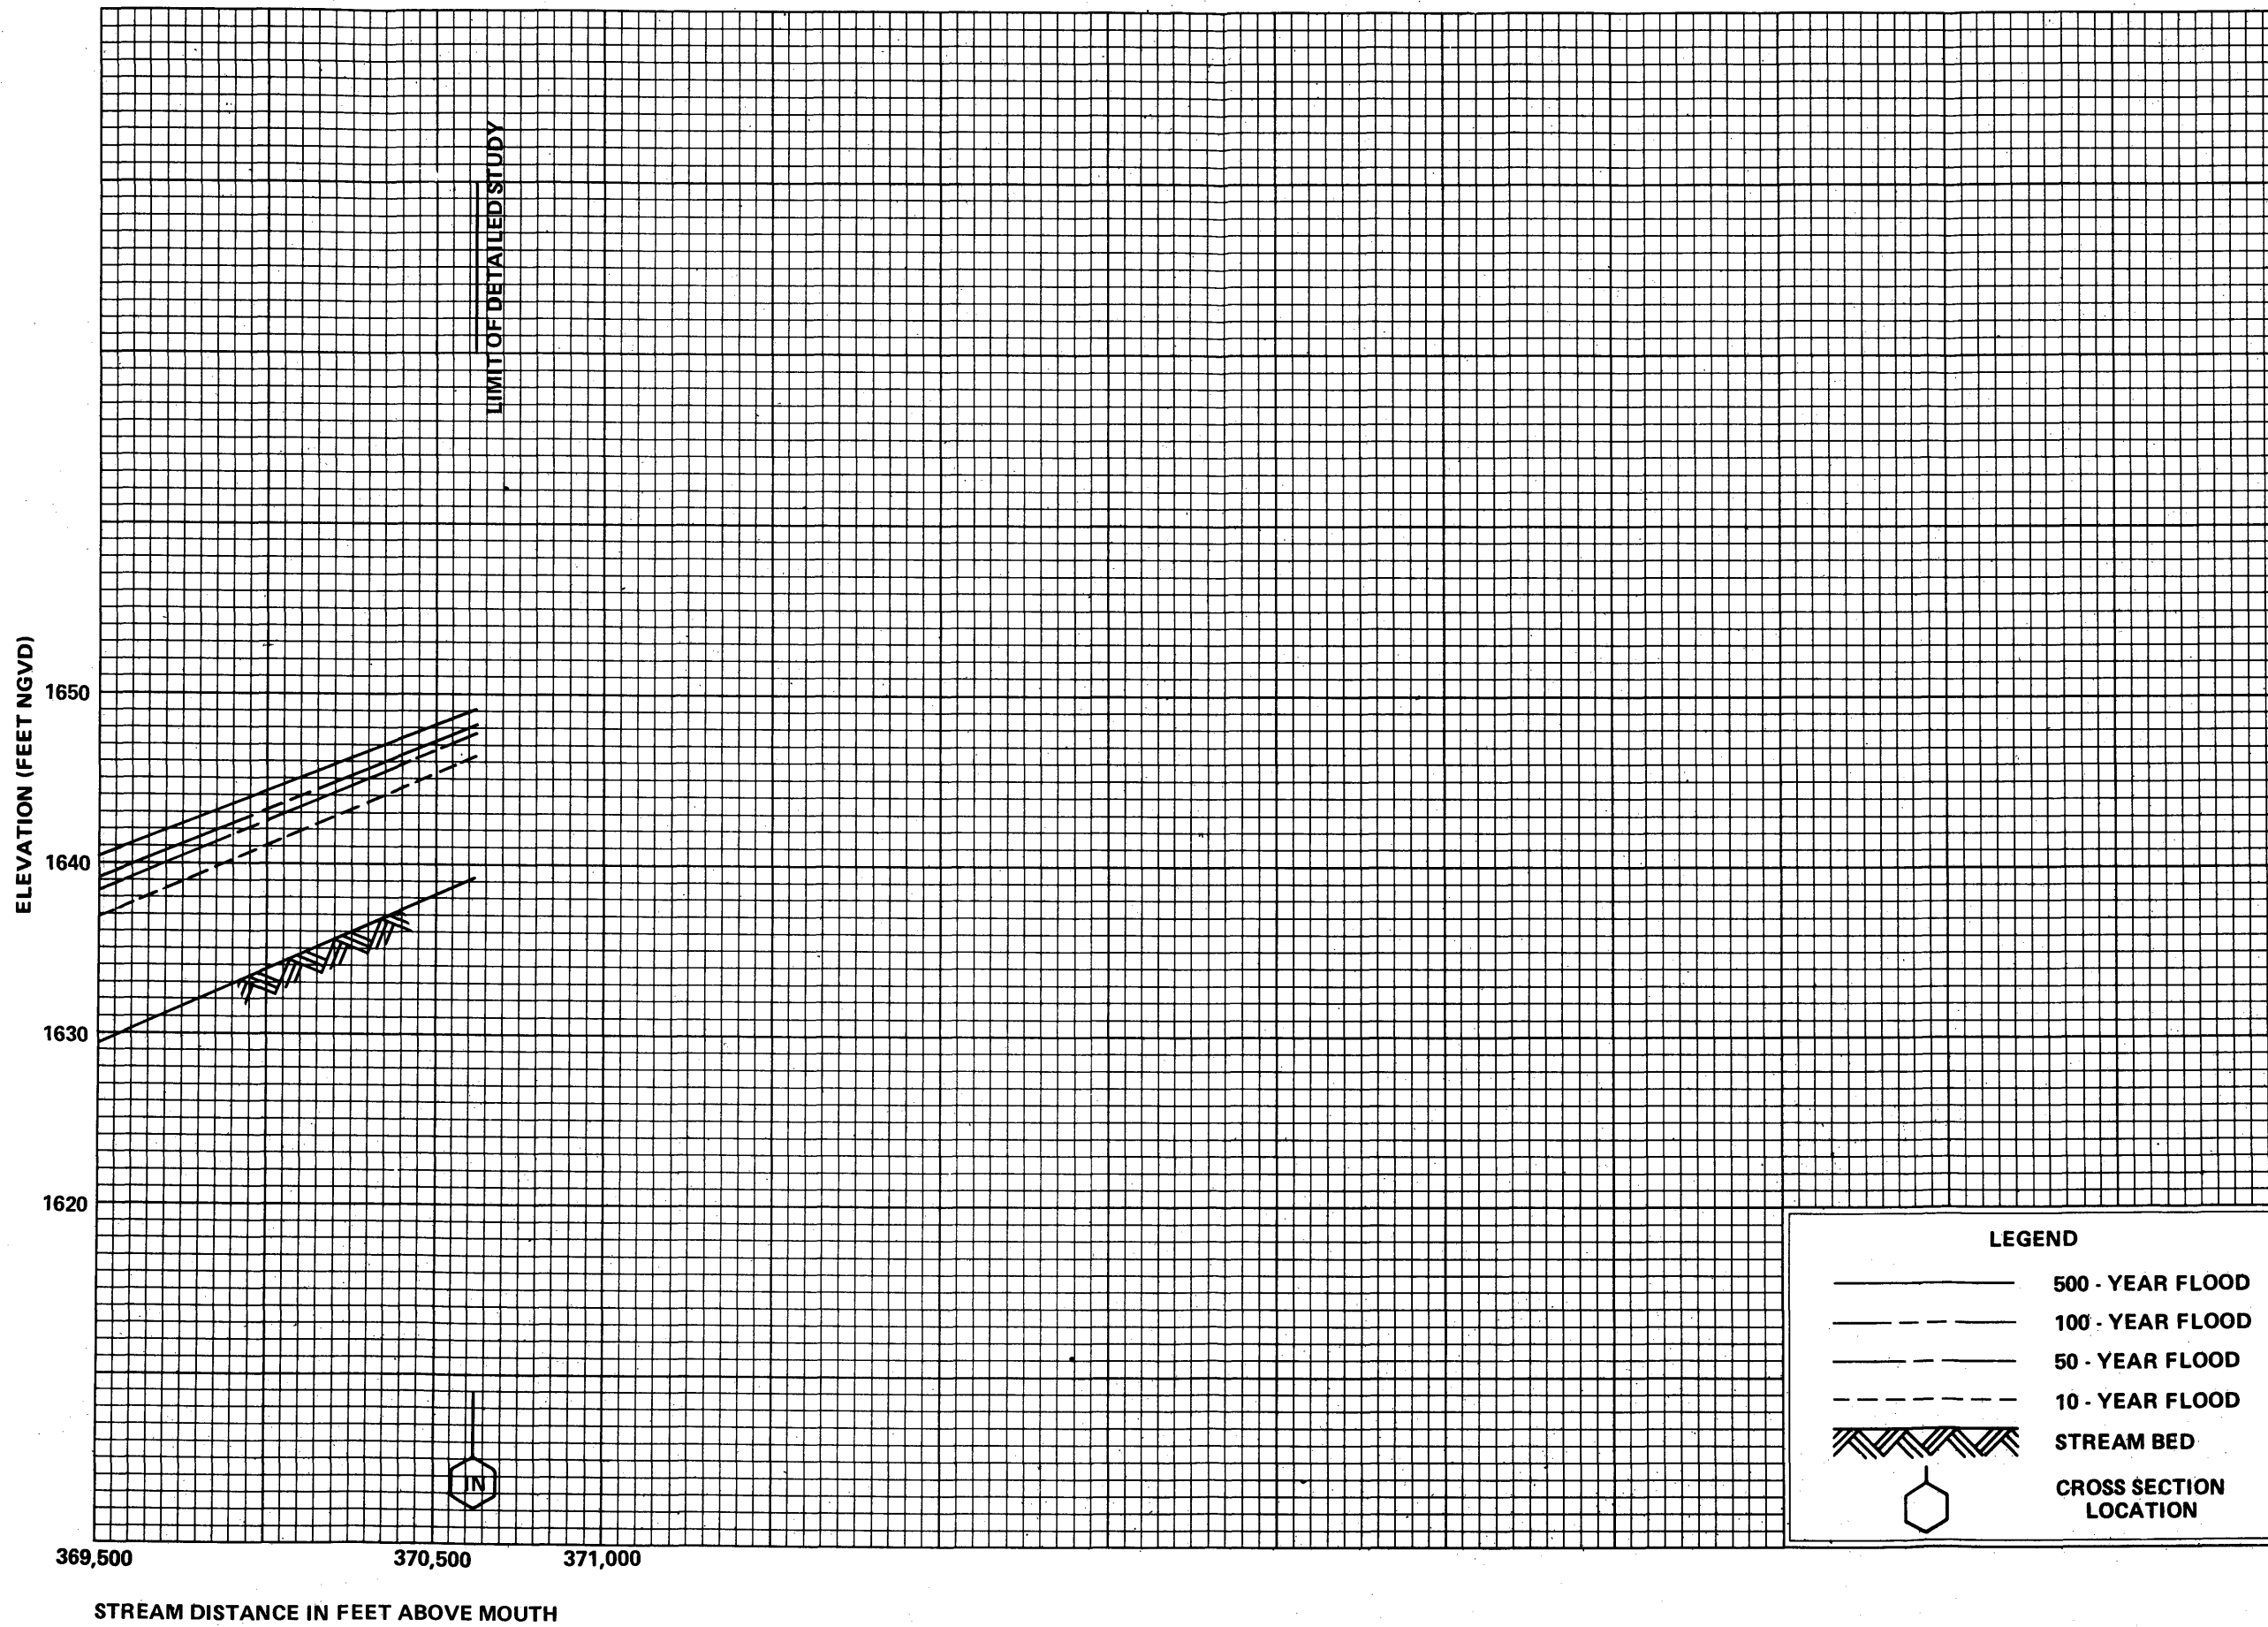 LIMIT OF DETAILED STUDY
ELEVATION (FEET NGVD)
1650
1640
1630
1620
IN
369,500
370,500
371,000
STREAM DISTANCE IN FEET ABOVE MOUTH
LEGEND
500 - YEAR FLOOD
100 - YEAR FLOOD
50 - YEAR FLOOD
10 - YEAR FLOOD
STREAM BED
CROSS SECTION
LOCATION